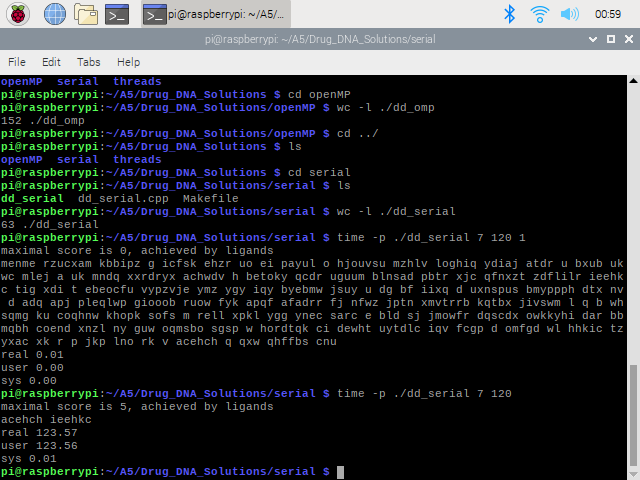 pi@raspberrypi: ~/A5/Dr...
00:59
pi@raspberrypi: ~/A5/Drug_DNA_Solutions/serial
File Edit Tabs Help
openMP serial threads
pi@raspberrypi:~/A5/Drug_DNA_Solutions $ cd openMP
pi@raspberrypi:~/A5/Drug_DNA_Solutions/openMP $ wc -l ./dd_omp
152 ./dd_omp
pi@raspberrypi:~/A5/Drug_DNA_Solutions/openMP $ cd ../
pi@raspberrypi:~/A5/Drug_DNA_Solutions $ ls
openMP serial threads
pi@raspberrypi:~/A5/Drug_DNA_Solutions $ cd serial
pi@raspberrypi:~/A5/Drug_DNA_Solutions/serial $ ls
dd_serial dd_serial.cpp Makefile
pi@raspberrypi:~/A5/Drug_DNA_Solutions/serial $ wc -l ./dd_serial
63 ./dd_serial
pi@raspberrypi:~/A5/Drug_DNA_Solutions/serial $ time -p ./dd_serial 7 120 1
maximal score is 0, achieved by ligands
menme rzucxam kbbipz g icfsk ehzr uo ei payul o hjouvsu mzhlv loghiq ydiaj atdr u bxub uk
wc mlej a uk mndq xxrdryx achwdv h betoky qcdr uguum blnsad pbtr xjc qfnxzt zdflilr ieehk
c tig xdi t ebeocfu vypzvje ymz ygy iqy byebmw jsuy u dg bf iixq d uxnspus bmyppph dtx nv
 d adq apj pleqlwp giooob ruow fyk apqf afadrr fj nfwz jptn xmvtrrb kqtbx jivswm l q b wh
sqmg ku coqhnw khopk sofs m rell xpkl ygg ynec sarc e bld sj jmowfr dqscdx owkkyhi dar bb
mqbh coend xnzl ny guw oqmsbo sgsp w hordtqk ci dewht uytdlc iqv fcgp d omfgd wl hhkic tz
yxac xk r p jkp lno rk v acehch q qxw qhffbs cnu
real 0.01
user 0.00
sys 0.00
pi@raspberrypi:~/A5/Drug_DNA_Solutions/serial $ time -p ./dd_serial 7 120
maximal score is 5, achieved by ligands
acehch ieehkc
real 123.57
user 123.56
sys 0.01
pi@raspberrypi:~/A5/Drug_DNA_Solutions/serial $